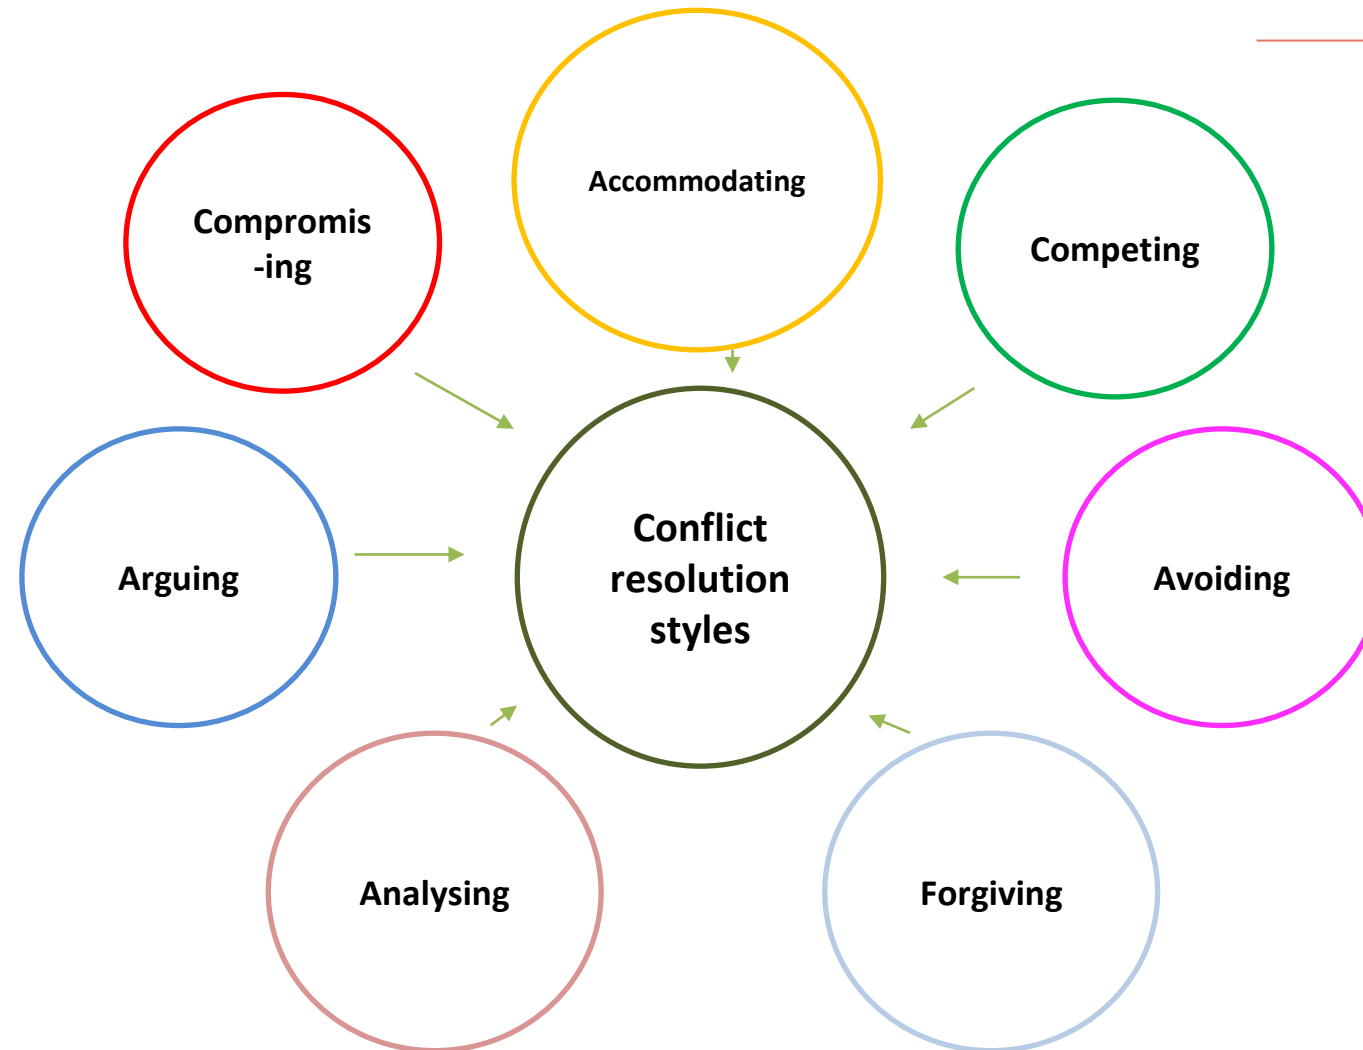 Accommodating
Compromis
-ing
Competing
Conflict
resolution
styles
Arguing
Avoiding
Analysing
Forgiving